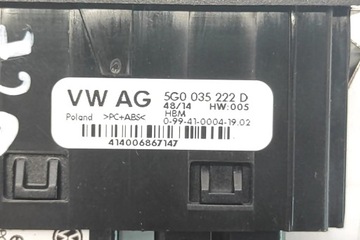 VW AG
5G0 035 222 D
48/14 HW:005
HBM
Poland >PC+ABS<
0-99-41-0004-19.02
414006867147